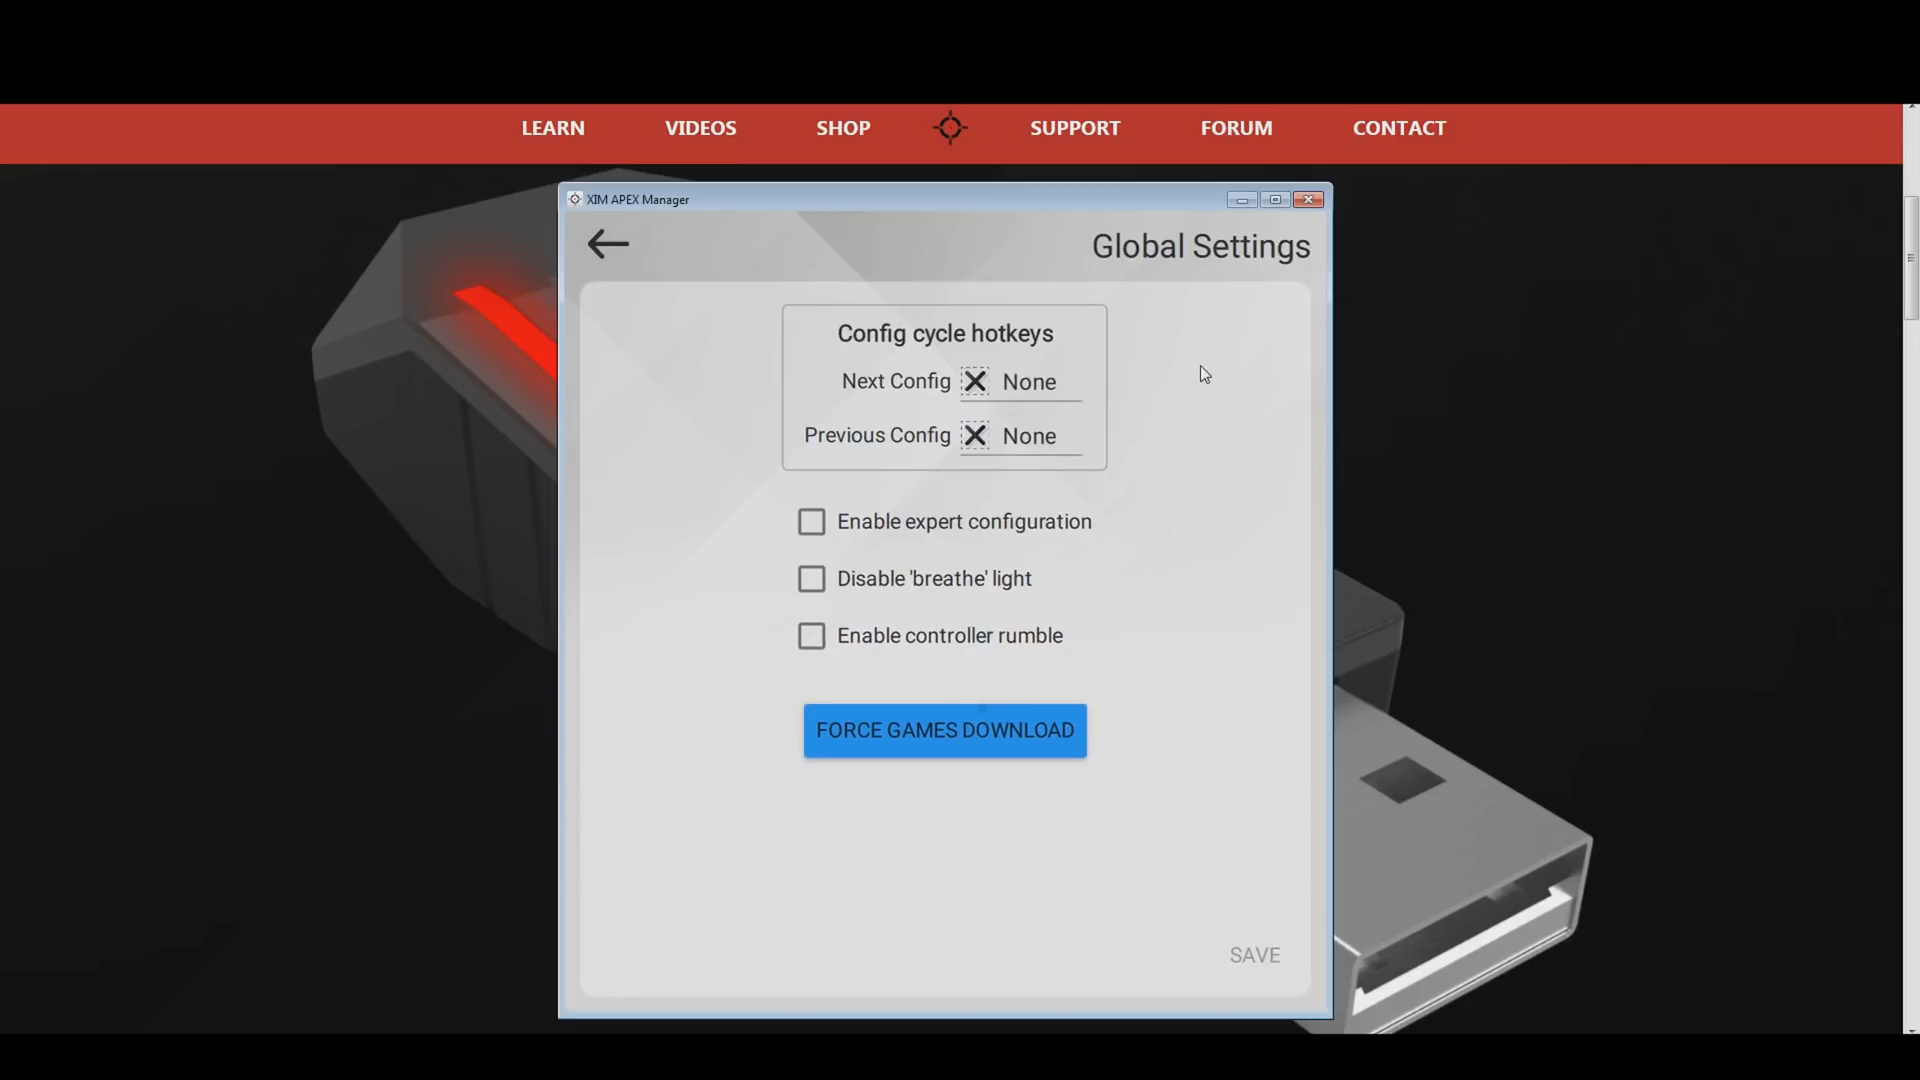 LEARN VIDEOS SHOP SUPPORT FORUM CONTACT
XIM APEX Manager
Global Settings
Config cycle hotkeys
Next Config None
Previous Config None
Enable expert configuration
Disable 'breathe' light
Enable controller rumble
FORCE GAMES DOWNLOAD
SAVE